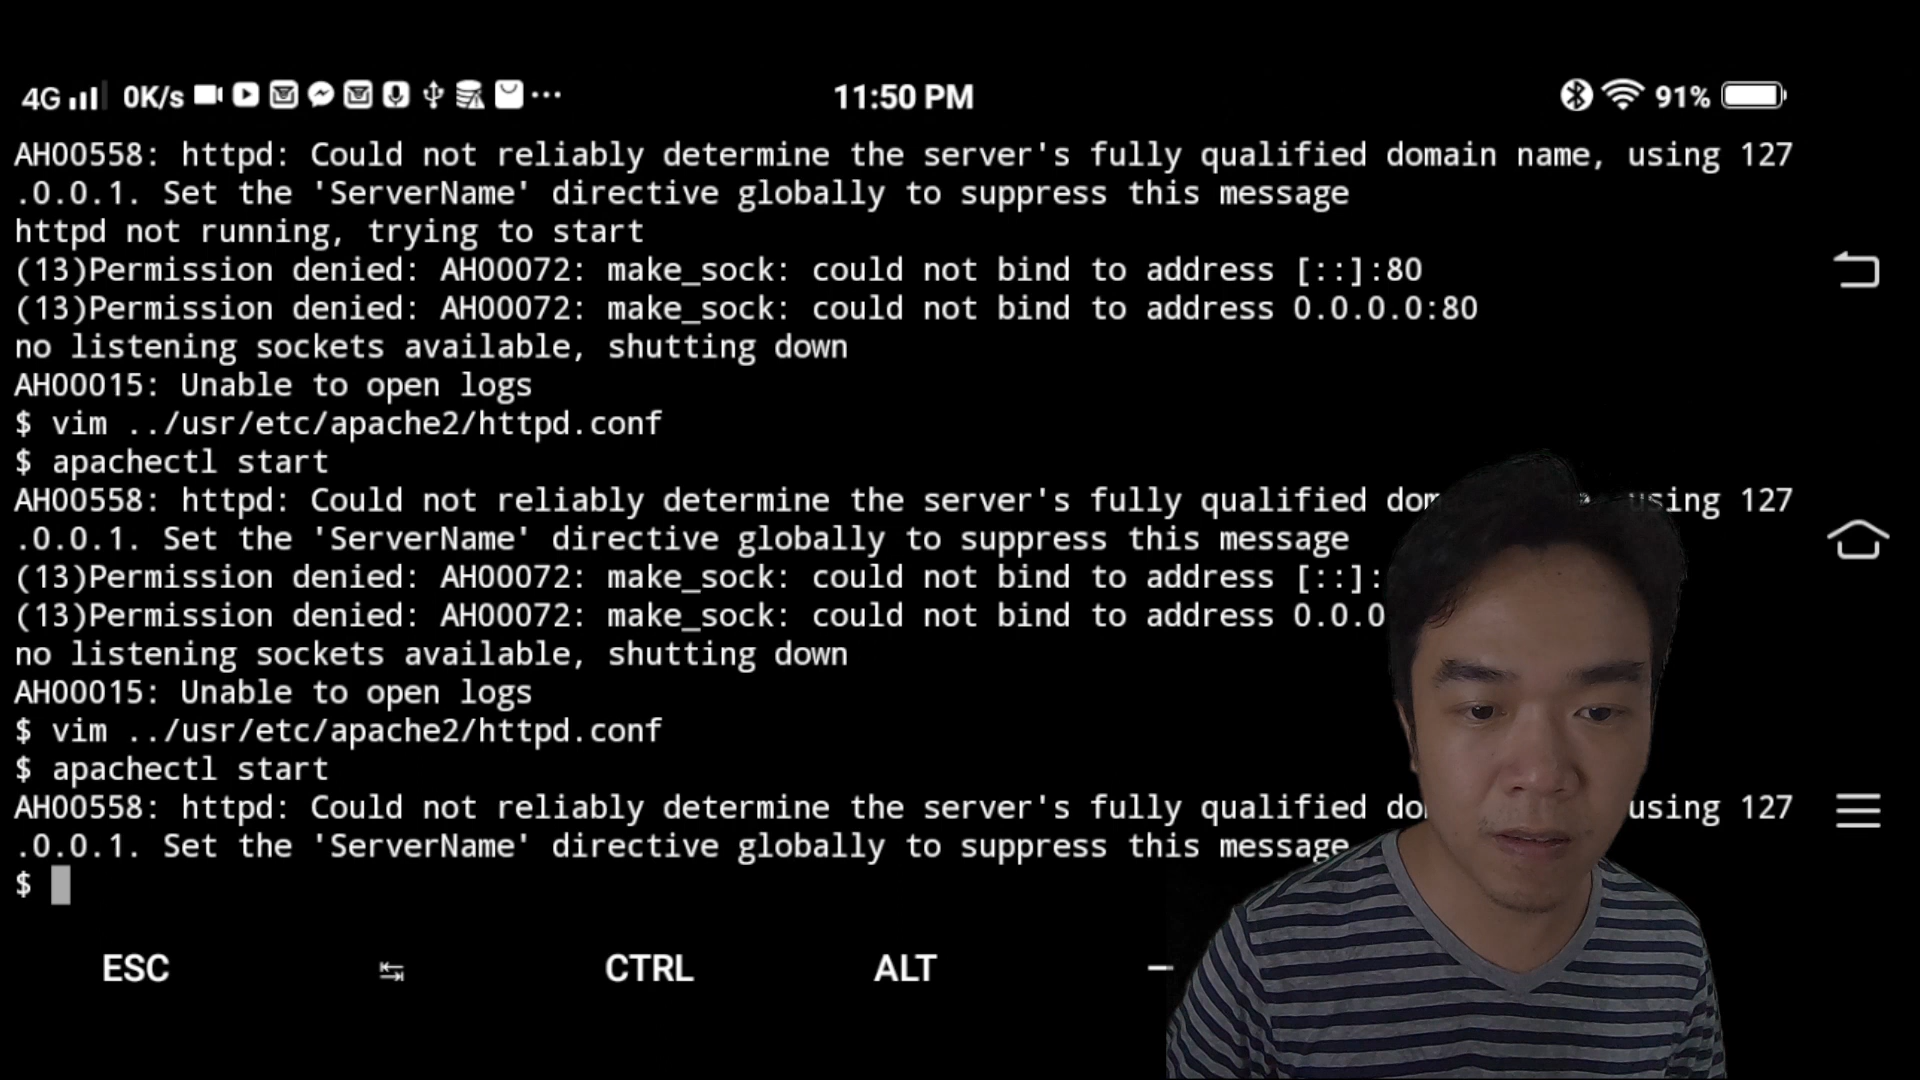 4G 0K/s 11:50 PM 91%
AH00558: httpd: Could not reliably determine the server's fully qualified domain name, using 127
.0.0.1. Set the 'ServerName' directive globally to suppress this message
httpd not running, trying to start
(13)Permission denied: AH00072: make_sock: could not bind to address [::]:80
(13)Permission denied: AH00072: make_sock: could not bind to address 0.0.0.0:80
no listening sockets available, shutting down
AH00015: Unable to open logs
$ vim ../usr/etc/apache2/httpd.conf
$ apachectl start
AH00558: httpd: Could not reliably determine the server's fully qualified dom using 127
.0.0.1. Set the 'ServerName' directive globally to suppress this message
(13)Permission denied: AH00072: make_sock: could not bind to address [::]:
(13)Permission denied: AH00072: make_sock: could not bind to address 0.0.0
no listening sockets available, shutting down
AH00015: Unable to open logs
$ vim ../usr/etc/apache2/httpd.conf
$ apachectl start
AH00558: httpd: Could not reliably determine the server's fully qualified do using 127
.0.0.1. Set the 'ServerName' directive globally to suppress this message
$
ESC CTRL ALT —